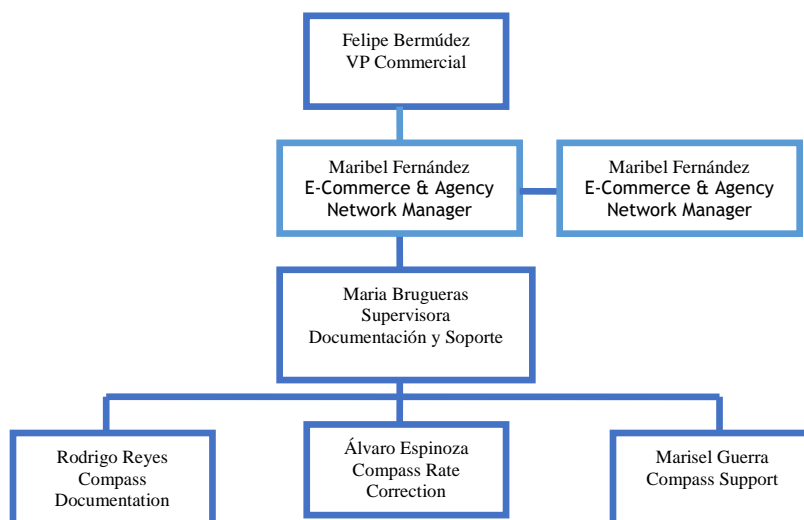 Felipe Bermúdez
VP Commercial
Maribel Fernández
E-Commerce & Agency
Network Manager
Maribel Fernández
E-Commerce & Agency
Network Manager
Maria Brugueras
Supervisora
Documentación y Soporte
Rodrigo Reyes
Compass
Documentation
Álvaro Espinoza
Compass Rate
Correction
Marisel Guerra
Compass Support